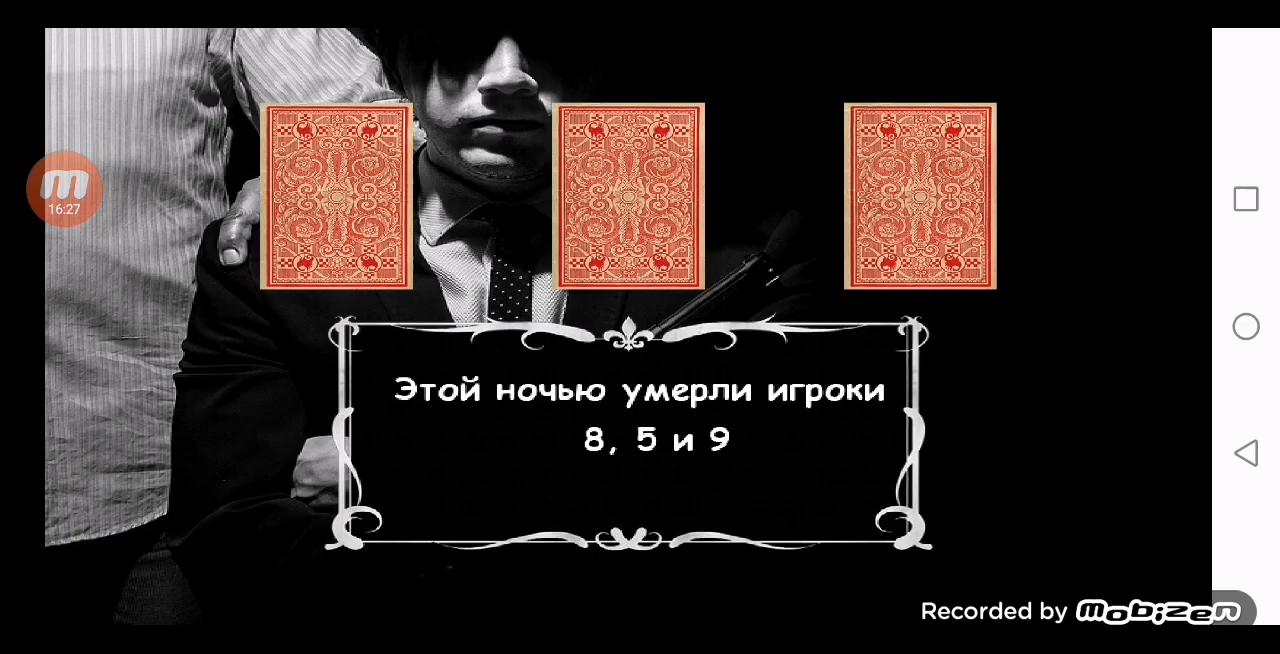 16:27
Этой ночью умерли игроки
8, 5 и 9
Recorded by mobizen